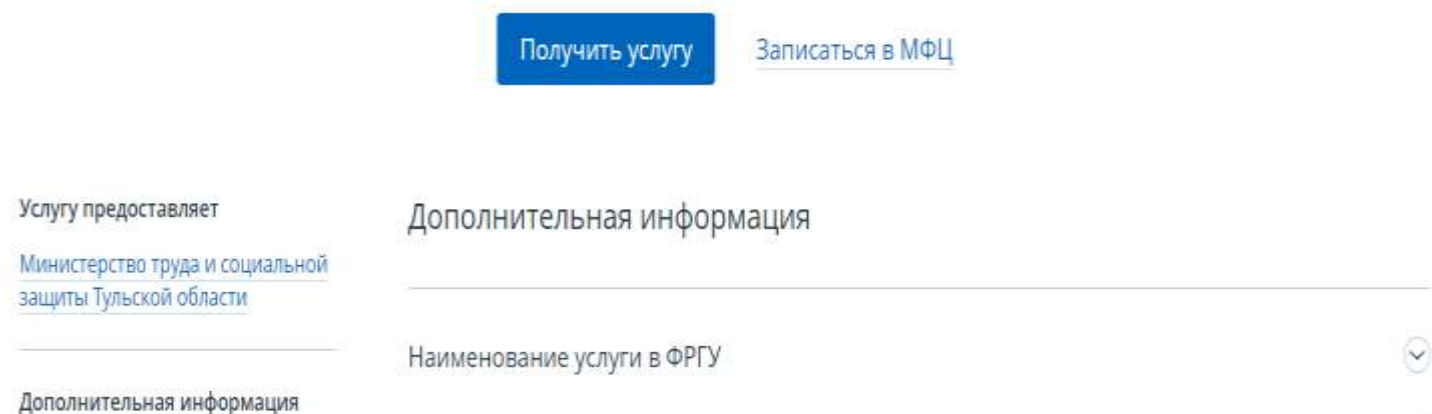 Получить услугу
Записаться в МФЦ
Услугу предоставляет
Министерство труда и социальной
защиты Тульской области
Дополнительная информация
Дополнительная информация
Наименование услуги в ФРГУ